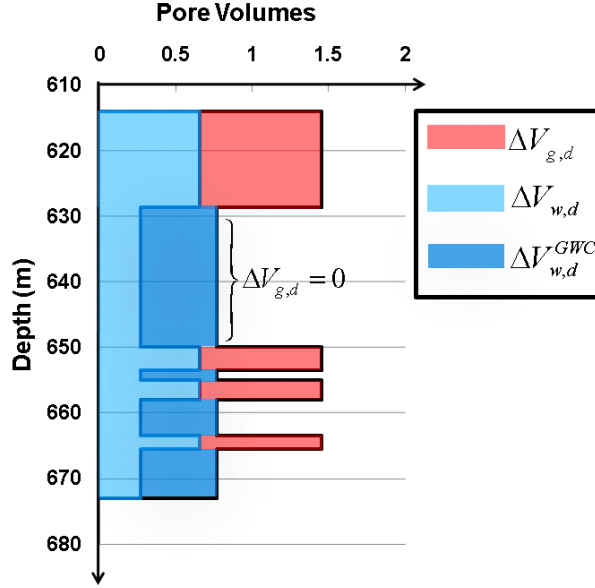 Pore Volumes
0 0.5 1 1.5 2
610
620
630
640
650
660
670
680
Depth (m)
ΔV_{g,d} = 0
ΔV_{g,d}
ΔV_{w,d}
ΔV_{w,d}^{GWC}